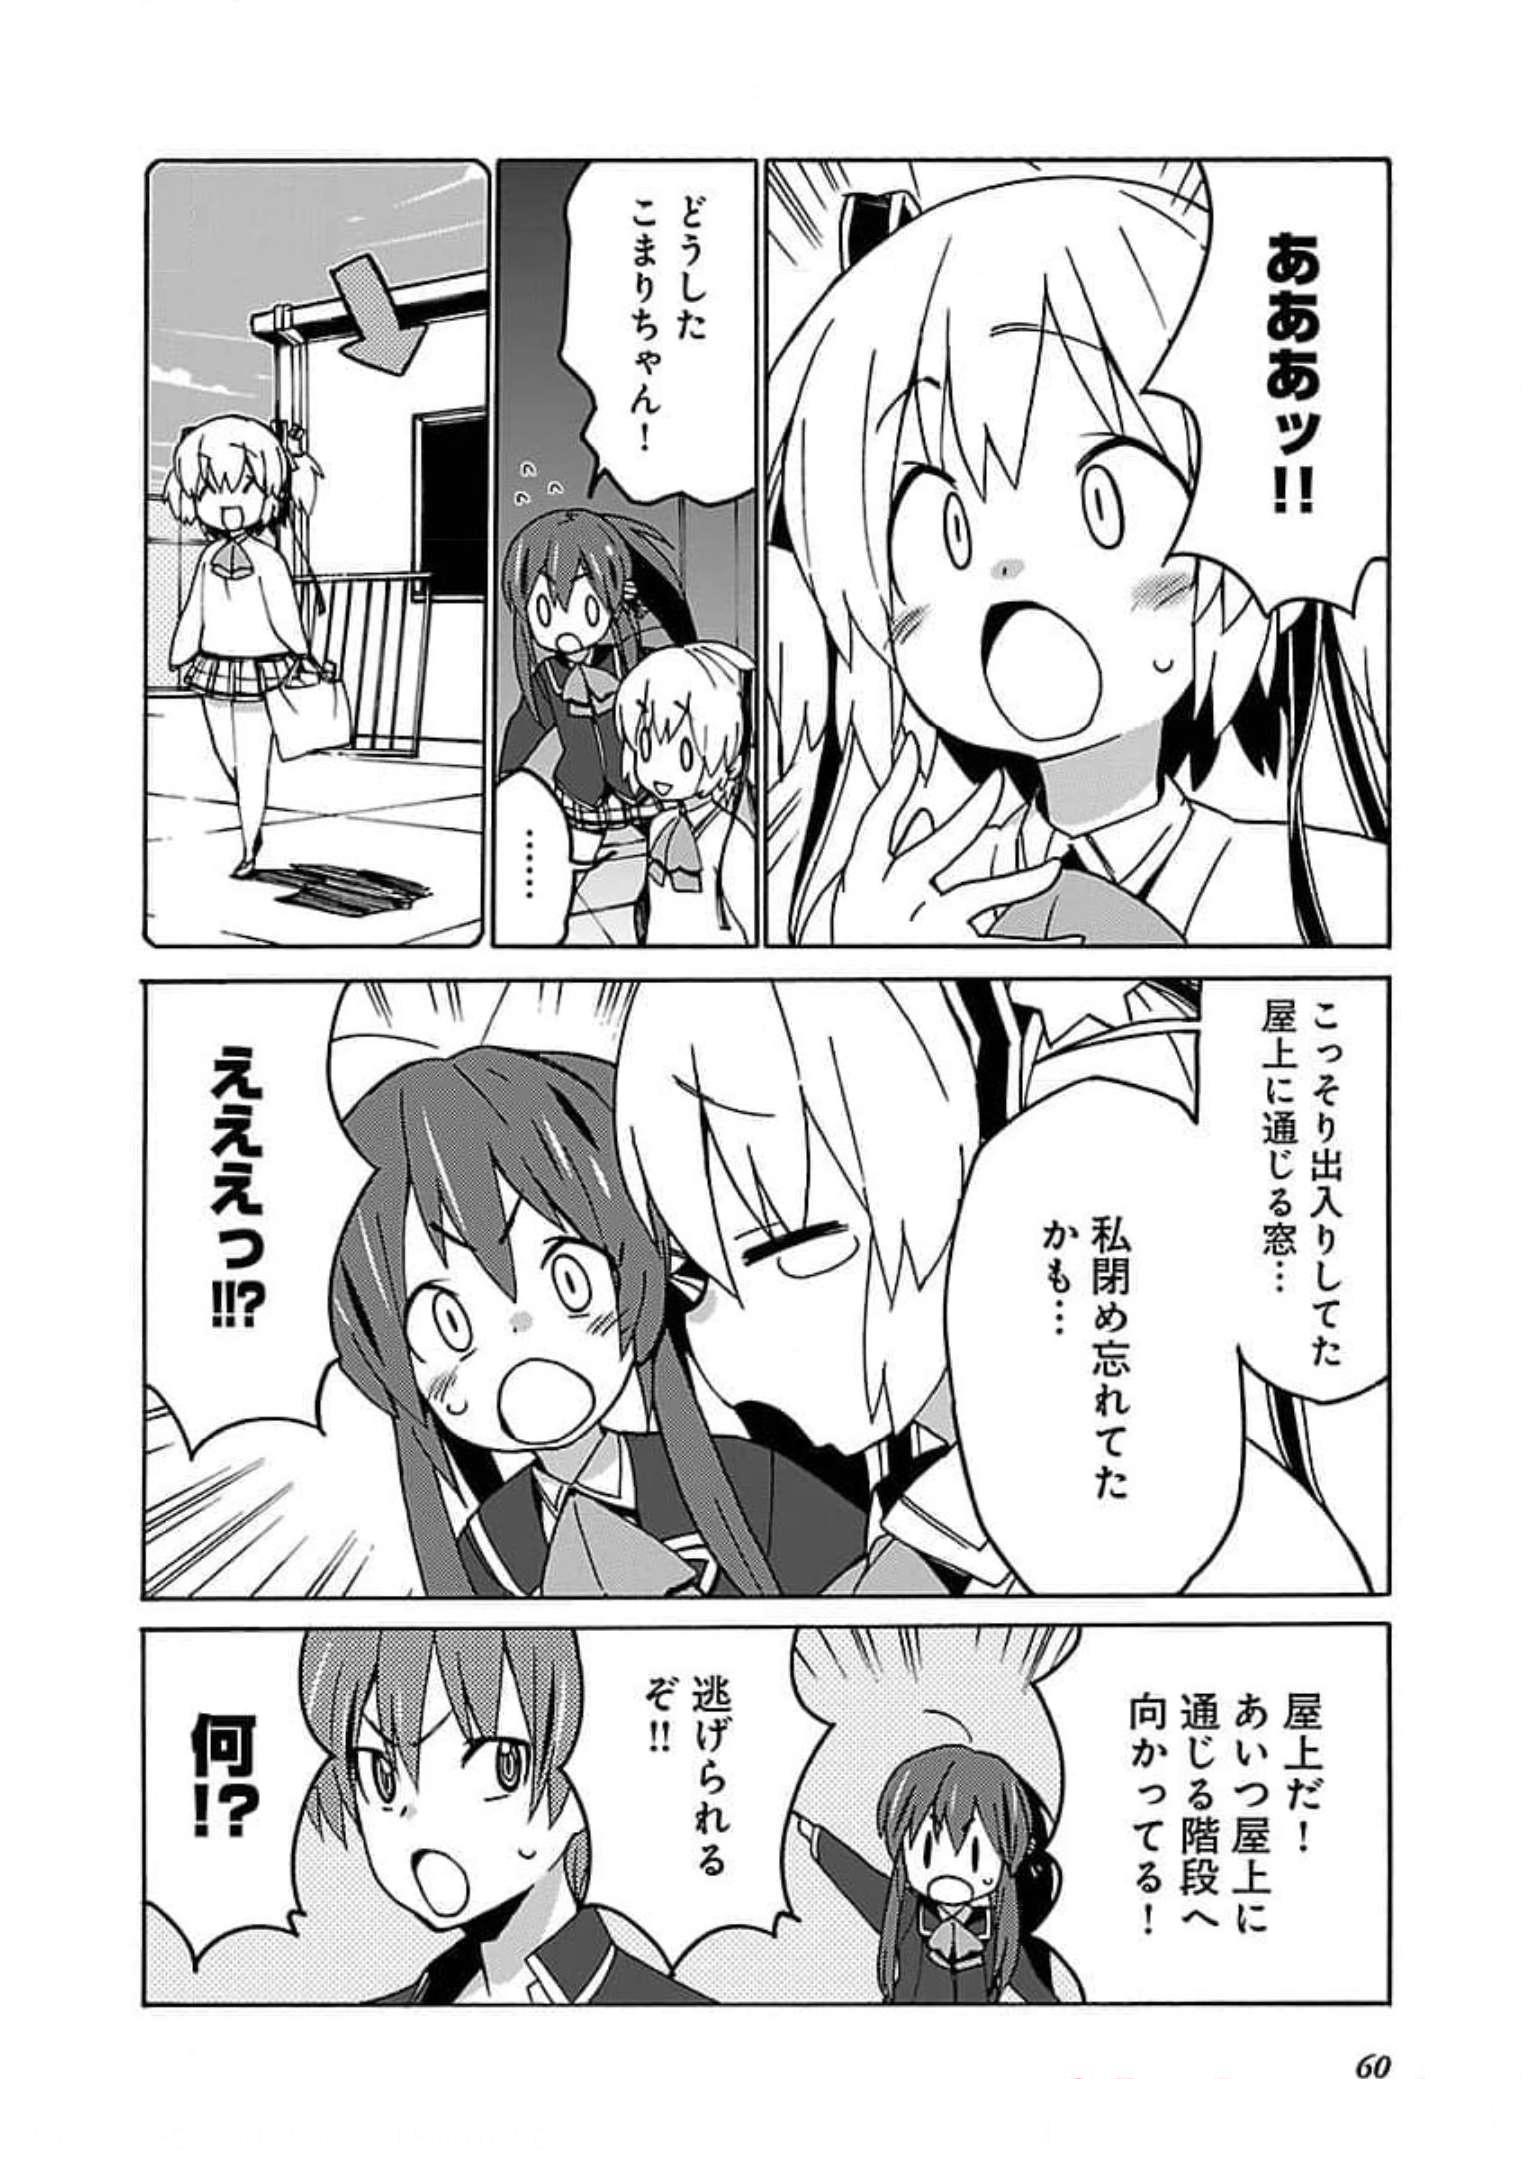 あああッ!!
どうした
こまりちゃん！
……
こっそり出入りしてた
屋上に通じる窓…
私閉め忘れてた
かも…
えええっ!!?
屋上だ！
あいつ屋上に
通じる階段へ
向かってる！
逃げられる
ぞ!!
何!?
60